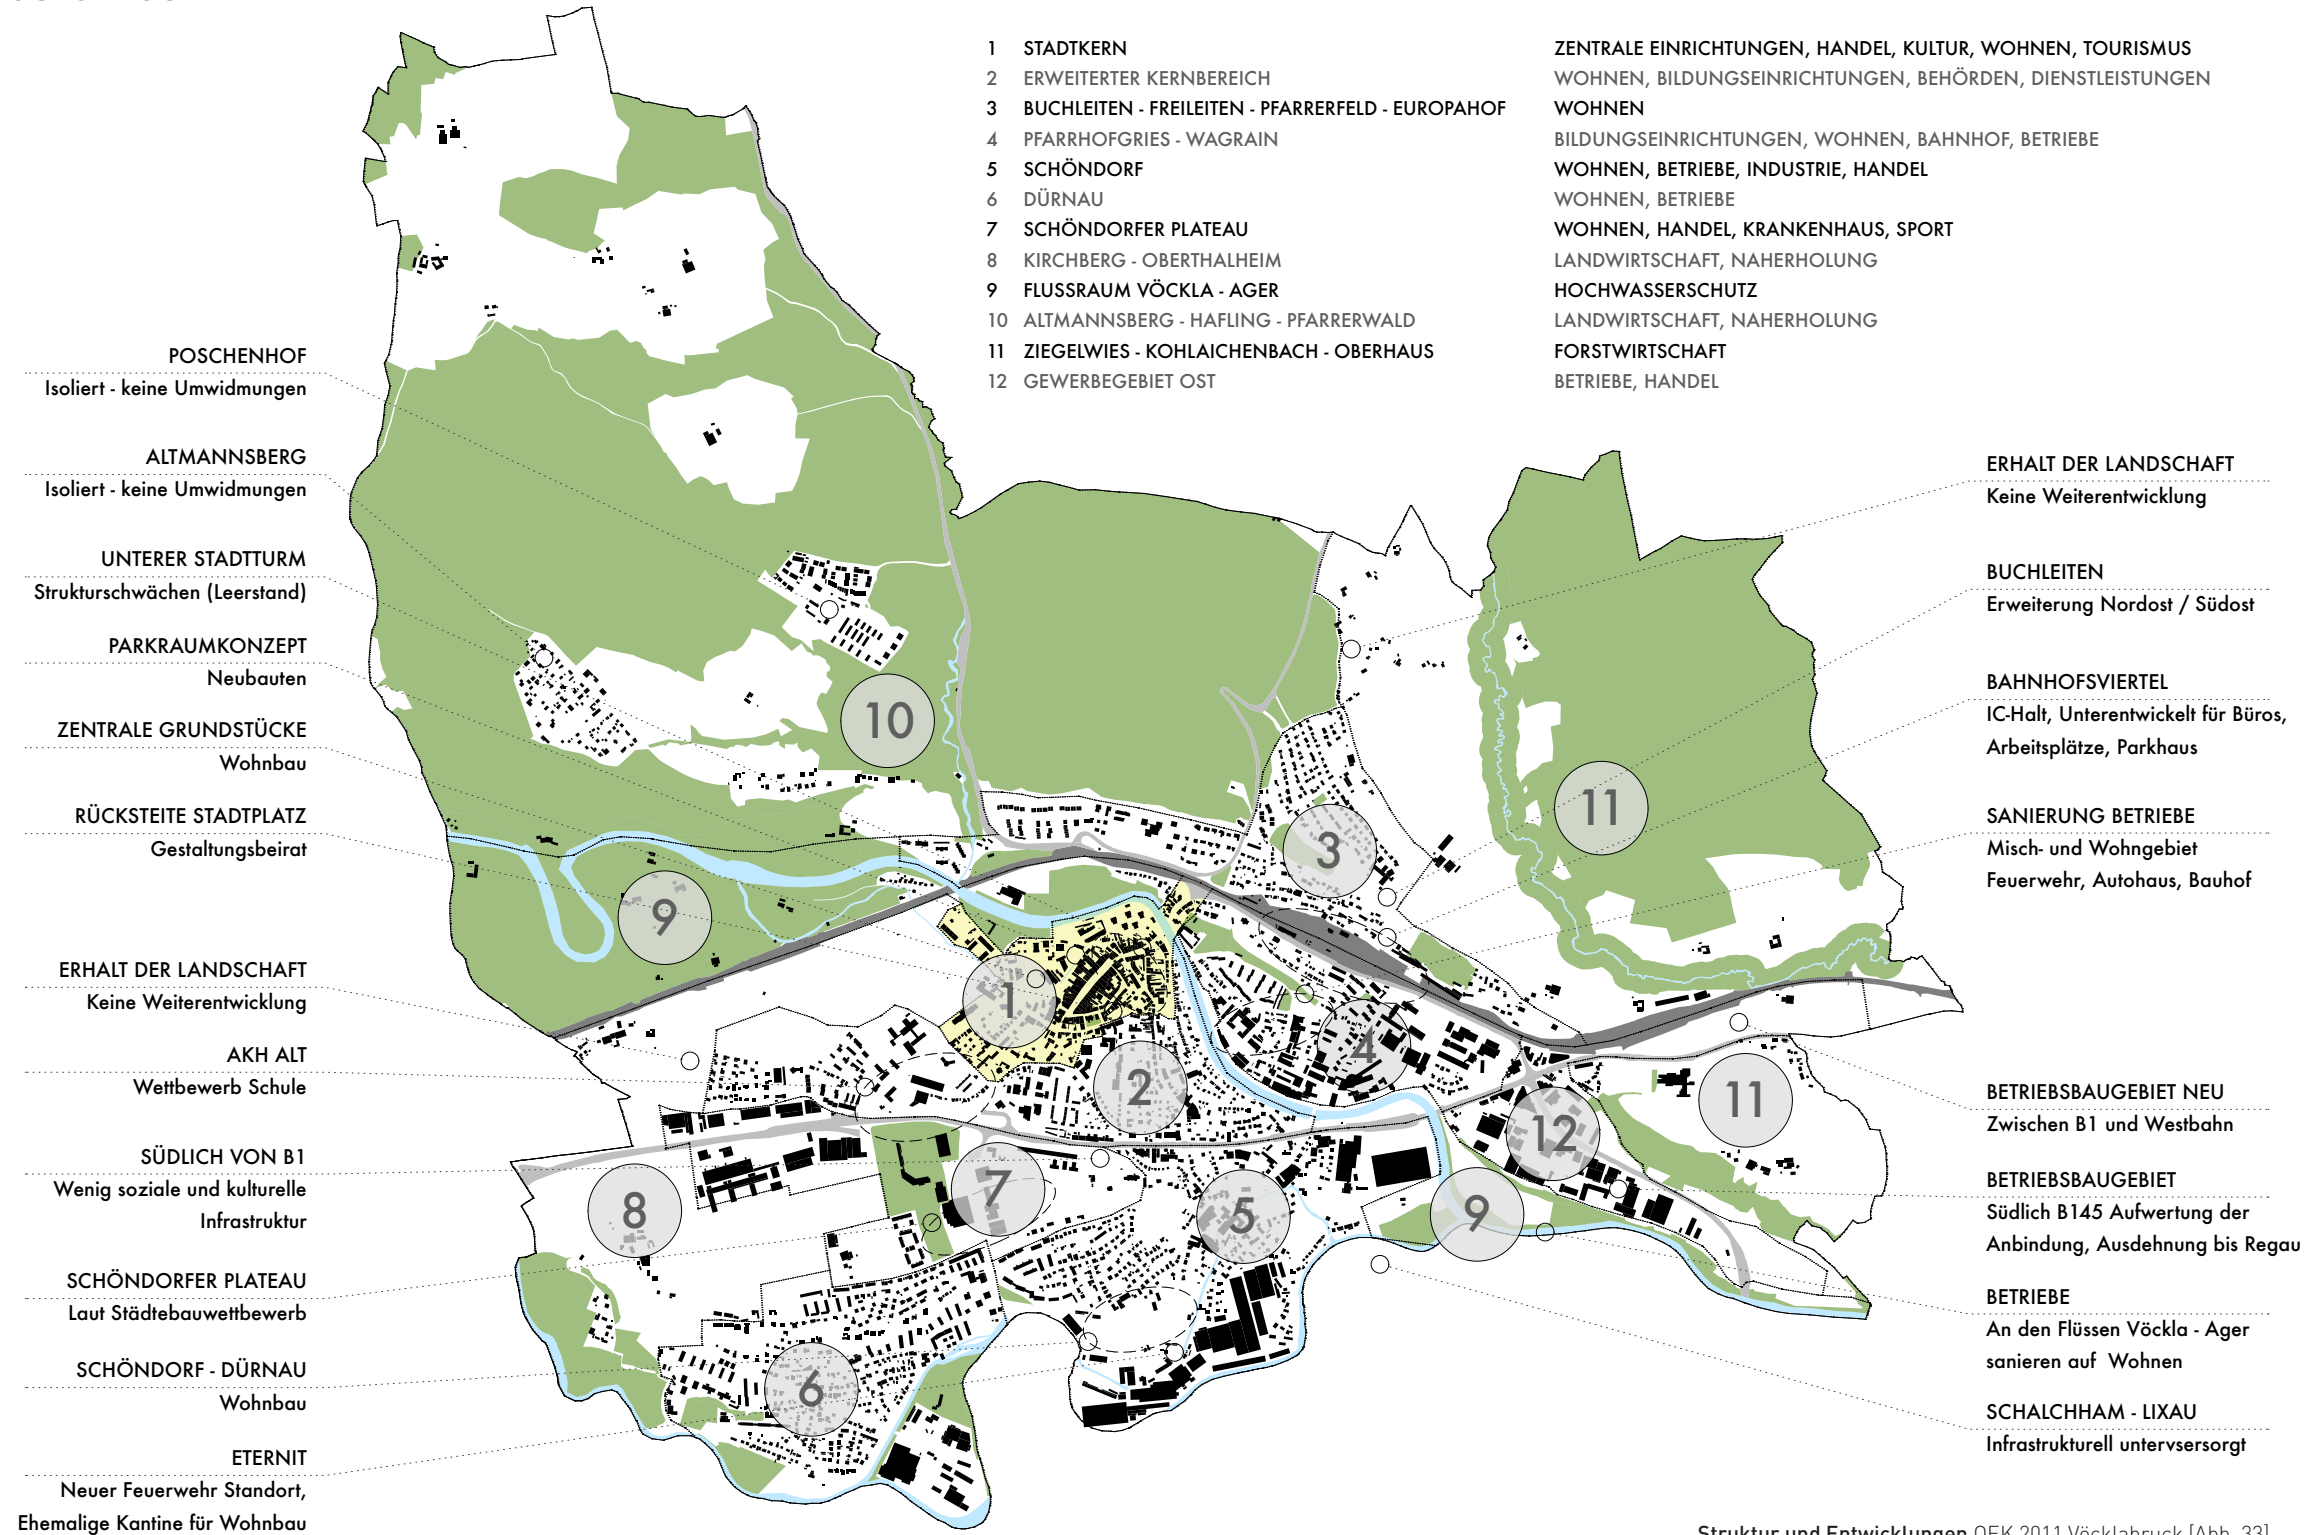 1 STADTKERN ZENTRALE EINRICHTUNGEN, HANDEL, KULTUR, WOHNEN, TOURISMUS
2 ERWEITERTER KERNBEREICH WOHNEN, BILDUNGSEINRICHTUNGEN, BEHÖRDEN, DIENSTLEISTUNGEN
3 BUCHLEITEN - FREILEITEN - PFARRERFELD - EUROPAHOF WOHNEN
4 PFARRHOFGRIES - WAGRAIN BILDUNGSEINRICHTUNGEN, WOHNEN, BAHNHOF, BETRIEBE
5 SCHÖNDORF WOHNEN, BETRIEBE, INDUSTRIE, HANDEL
6 DÜRNAU WOHNEN, BETRIEBE
7 SCHÖNDORFER PLATEAU WOHNEN, HANDEL, KRANKENHAUS, SPORT
8 KIRCHBERG - OBERTHALHEIM LANDWIRTSCHAFT, NAHERHOLUNG
9 FLUSSRAUM VÖCKLA - AGER HOCHWASSERSCHUTZ
10 ALTMANNSBERG - HAFLING - PFARRERWALD LANDWIRTSCHAFT, NAHERHOLUNG
11 ZIEGELWIES - KOHLAICHENBACH - OBERHAUS FORSTWIRTSCHAFT
12 GEWERBEGEBIET OST BETRIEBE, HANDEL
POSCHENHOF
Isoliert - keine Umwidmungen
ALTMANNSBERG
Isoliert - keine Umwidmungen
UNTERER STADTTURM
Strukturschwächen (Leerstand)
PARKRAUMKONZEPT
Neubauten
ZENTRALE GRUNDSTÜCKE
Wohnbau
RÜCKSTEITE STADTPLATZ
Gestaltungsbeirat
ERHALT DER LANDSCHAFT
Keine Weiterentwicklung
AKH ALT
Wettbewerb Schule
SÜDLICH VON B1
Wenig soziale und kulturelle
Infrastruktur
SCHÖNDORFER PLATEAU
Laut Städtebauwettbewerb
SCHÖNDORF - DÜRNAU
Wohnbau
ETERNIT
Neuer Feuerwehr Standort,
Ehemalige Kantine für Wohnbau
10
11
3
9
1
4
2
11
12
7
8
5
9
6
ERHALT DER LANDSCHAFT
Keine Weiterentwicklung
BUCHLEITEN
Erweiterung Nordost / Südost
BAHNHOFSVIERTEL
IC-Halt, Unterentwickelt für Büros,
Arbeitsplätze, Parkhaus
SANIERUNG BETRIEBE
Misch- und Wohngebiet
Feuerwehr, Autohaus, Bauhof
BETRIEBSBAUGEBIET NEU
Zwischen B1 und Westbahn
BETRIEBSBAUGEBIET
Südlich B145 Aufwertung der
Anbindung, Ausdehnung bis Regau
BETRIEBE
An den Flüssen Vöckla - Ager
sanieren auf Wohnen
SCHALCHHAM - LIXAU
Infrastrukturell untervsersorgt
Struktur und Entwicklungen OEK 2011 Vöcklabruck [Abb. 33]